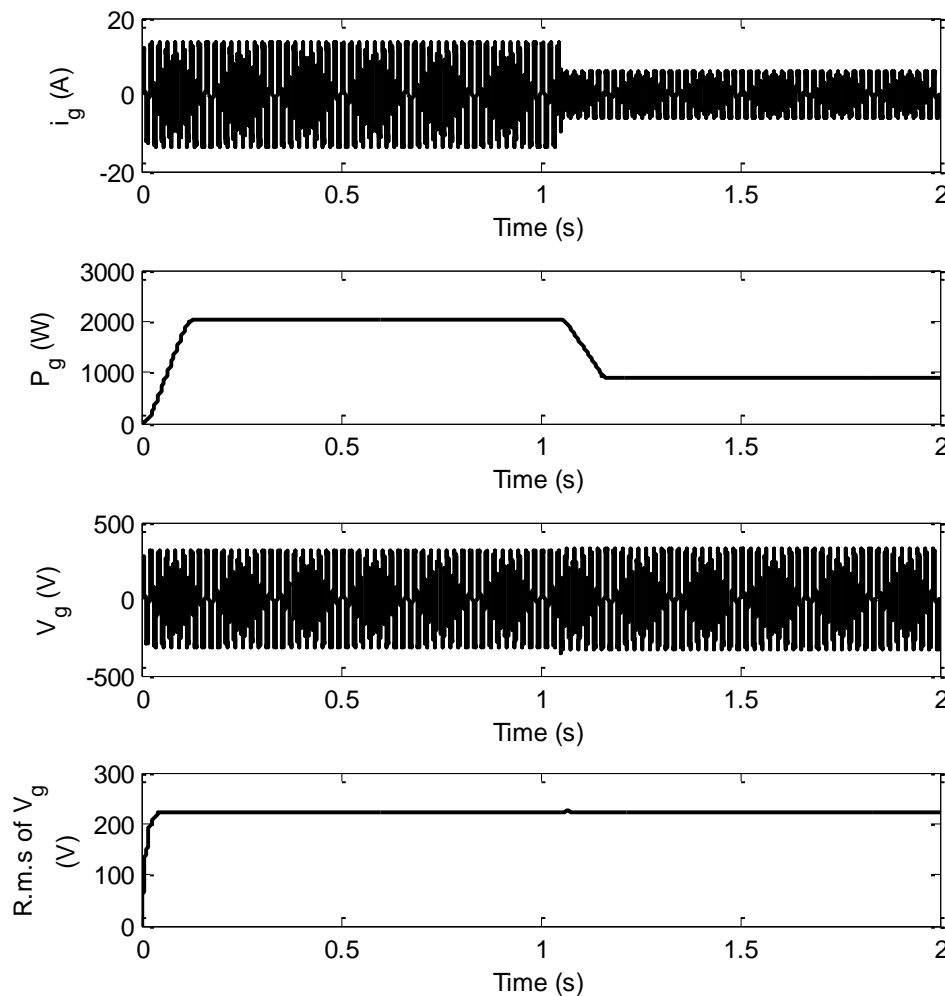 20
0
-20
i_g (A)
0 0.5 1 1.5 2
Time (s)
3000
2000
1000
0
P_g (W)
0 0.5 1 1.5 2
Time (s)
500
0
-500
V_g (V)
0 0.5 1 1.5 2
Time (s)
300
200
100
0
R.m.s of V_g
(V)
0 0.5 1 1.5 2
Time (s)